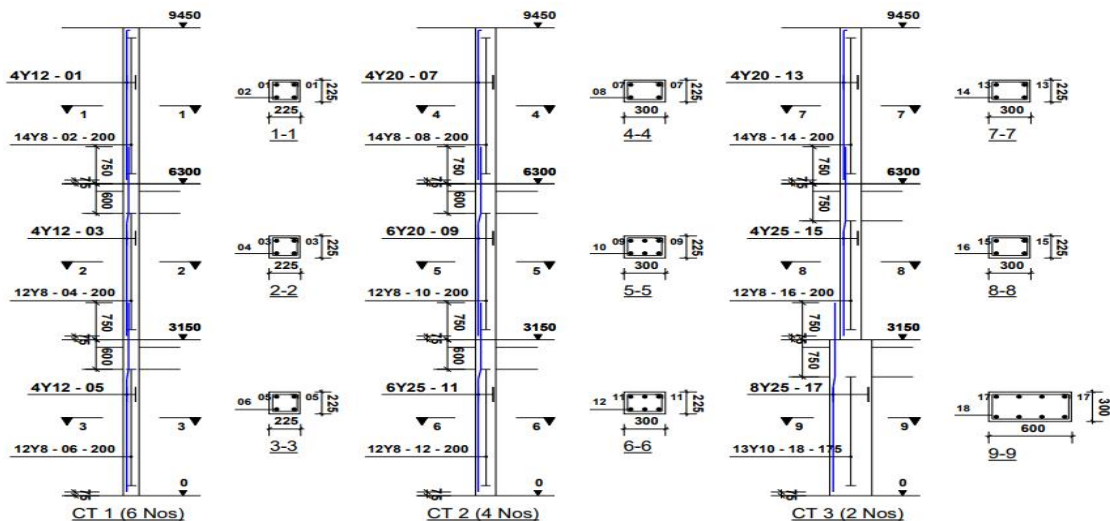 9450
4Y12 - 01
1 1
14Y8 - 02 - 200
750
75
6300
600
4Y12 - 03
2 2
12Y8 - 04 - 200
750
75
3150
600
4Y12 - 05
3 3
12Y8 - 06 - 200
75
0
CT 1 (6 Nos)
02 01 01 225
225
1-1
04 03 03 225
225
2-2
06 05 05 225
225
3-3
9450
4Y20 - 07
4 4
14Y8 - 08 - 200
750
75
6300
600
6Y20 - 09
5 5
12Y8 - 10 - 200
750
75
3150
600
6Y25 - 11
6 6
12Y8 - 12 - 200
75
0
CT 2 (4 Nos)
08 07 07 225
300
4-4
10 09 09 225
300
5-5
12 11 11 225
300
6-6
9450
4Y20 - 13
7 7
14Y8 - 14 - 200
750
75
6300
750
4Y25 - 15
8 8
12Y8 - 16 - 200
750
75
3150
750
8Y25 - 17
9 9
13Y10 - 18 - 175
75
0
CT 3 (2 Nos)
14 13 13 225
300
7-7
16 15 15 225
300
8-8
18 17 17 300
600
9-9